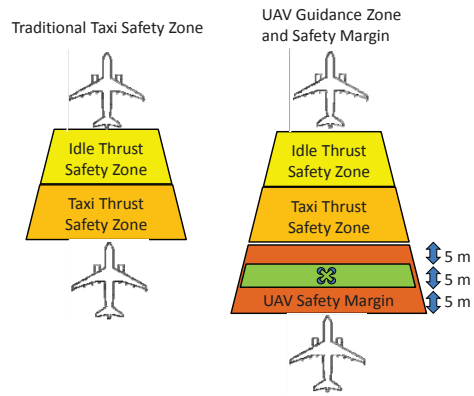 Traditional Taxi Safety Zone
Idle Thrust
Safety Zone
Taxi Thrust
Safety Zone
UAV Guidance Zone
and Safety Margin
Idle Thrust
Safety Zone
Taxi Thrust
Safety Zone
5 m
5 m
UAV Safety Margin
5 m